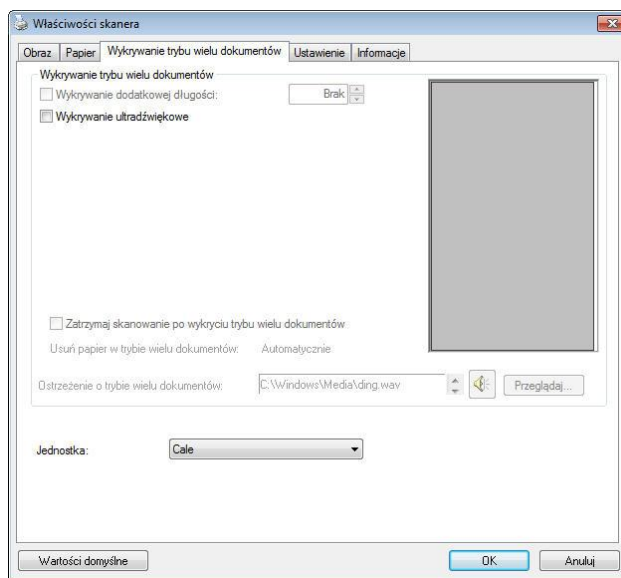 Właściwości skanera
Obraz Papier Wykrywanie trybu wielu dokumentów Ustawienie Informacje
Wykrywanie trybu wielu dokumentów
Wykrywanie dodatkowej długości: Brak
Wykrywanie ultradźwiękowe
Zatrzymaj skanowanie po wykryciu trybu wielu dokumentów
Usuń papier w trybie wielu dokumentów: Automatycznie
Ostrzeżenie o trybie wielu dokumentów: C:\Windows\Media\ding.wav Przeglądaj...
Jednostka: Cale
Wartości domyślne OK Anuluj